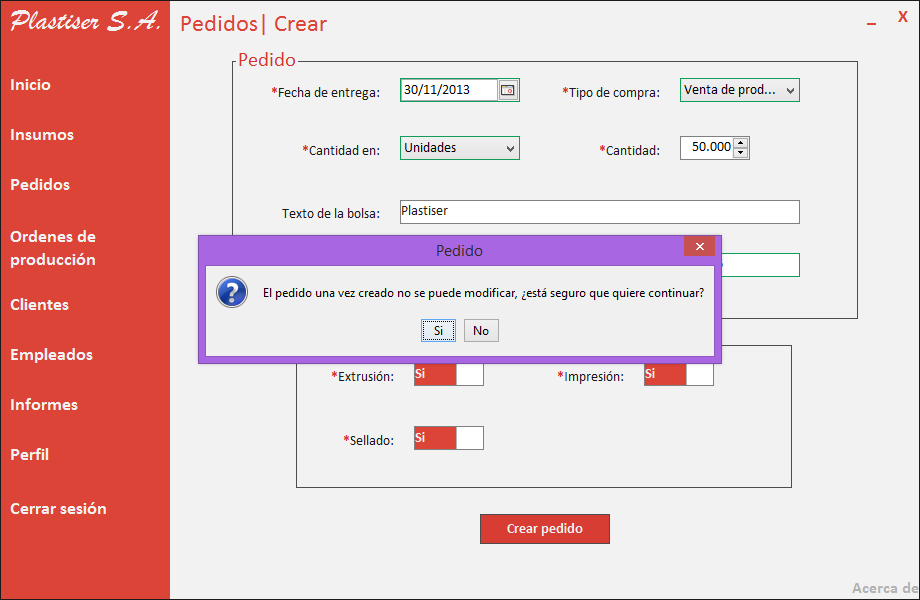 Plastiser S.A.
Pedidos| Crear
X
Inicio
Insumos
Pedidos
Ordenes de
producción
Clientes
Empleados
Informes
Perfil
Cerrar sesión
Pedido
*Fecha de entrega:
30/11/2013
*Tipo de compra:
Venta de prod...
*Cantidad en:
Unidades
*Cantidad:
50.000
Texto de la bolsa:
Plastiser
Pedido
El pedido una vez creado no se puede modificar, ¿está seguro que quiere continuar?
Si
No
*Extrusión:
Si
*Impresión:
Si
*Sellado:
Si
Crear pedido
Acerca de